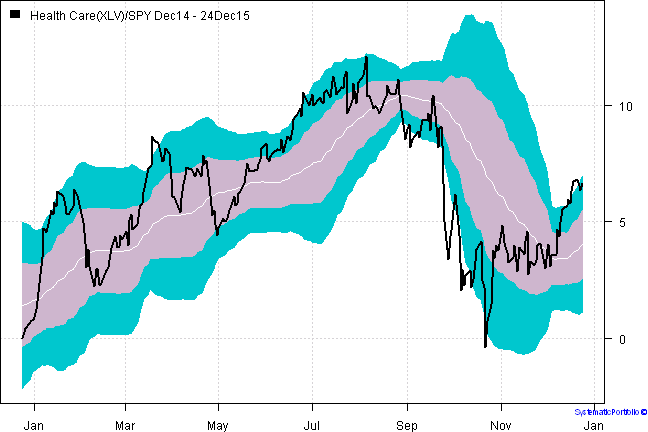 Health Care(XLV)/SPY Dec14 - 24Dec15
10
5
0
SystematicPortfolio ©
Jan Mar May Jul Sep Nov Jan